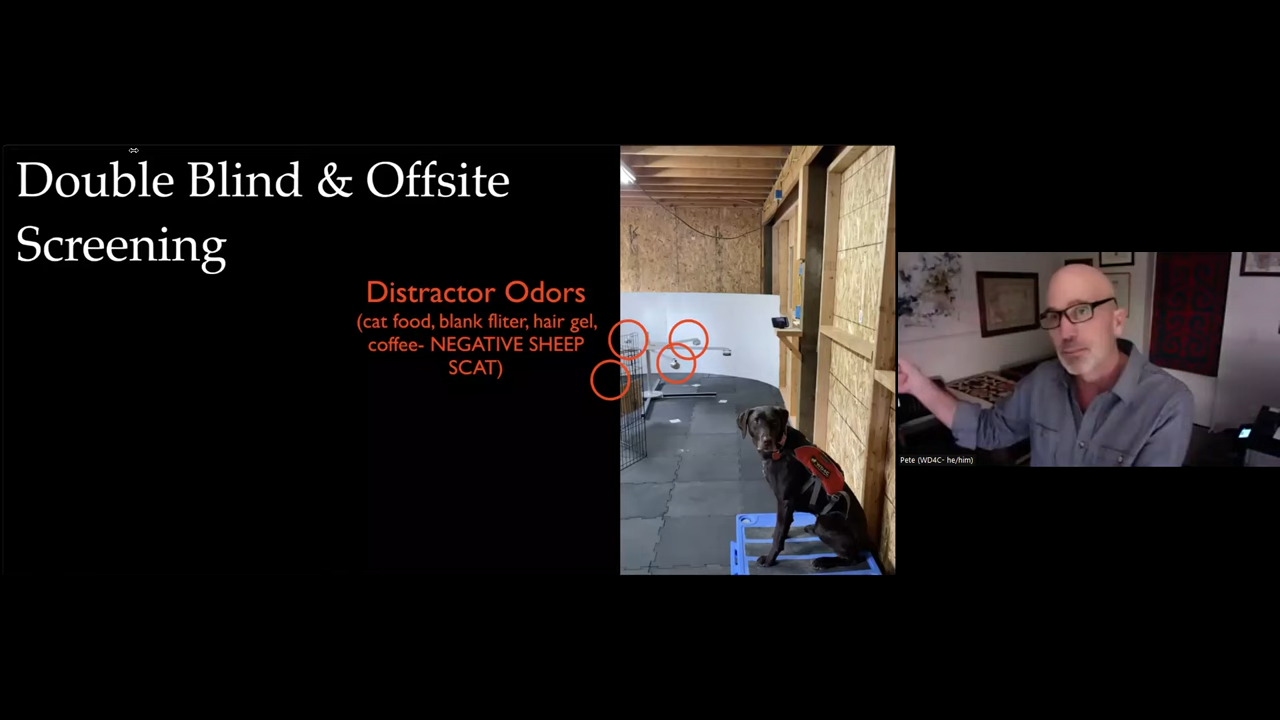 Double Blind & Offsite
Screening
Distractor Odors
(cat food, blank fliter, hair gel,
coffee- NEGATIVE SHEEP
SCAT)
Pete (WD4C- he/him)